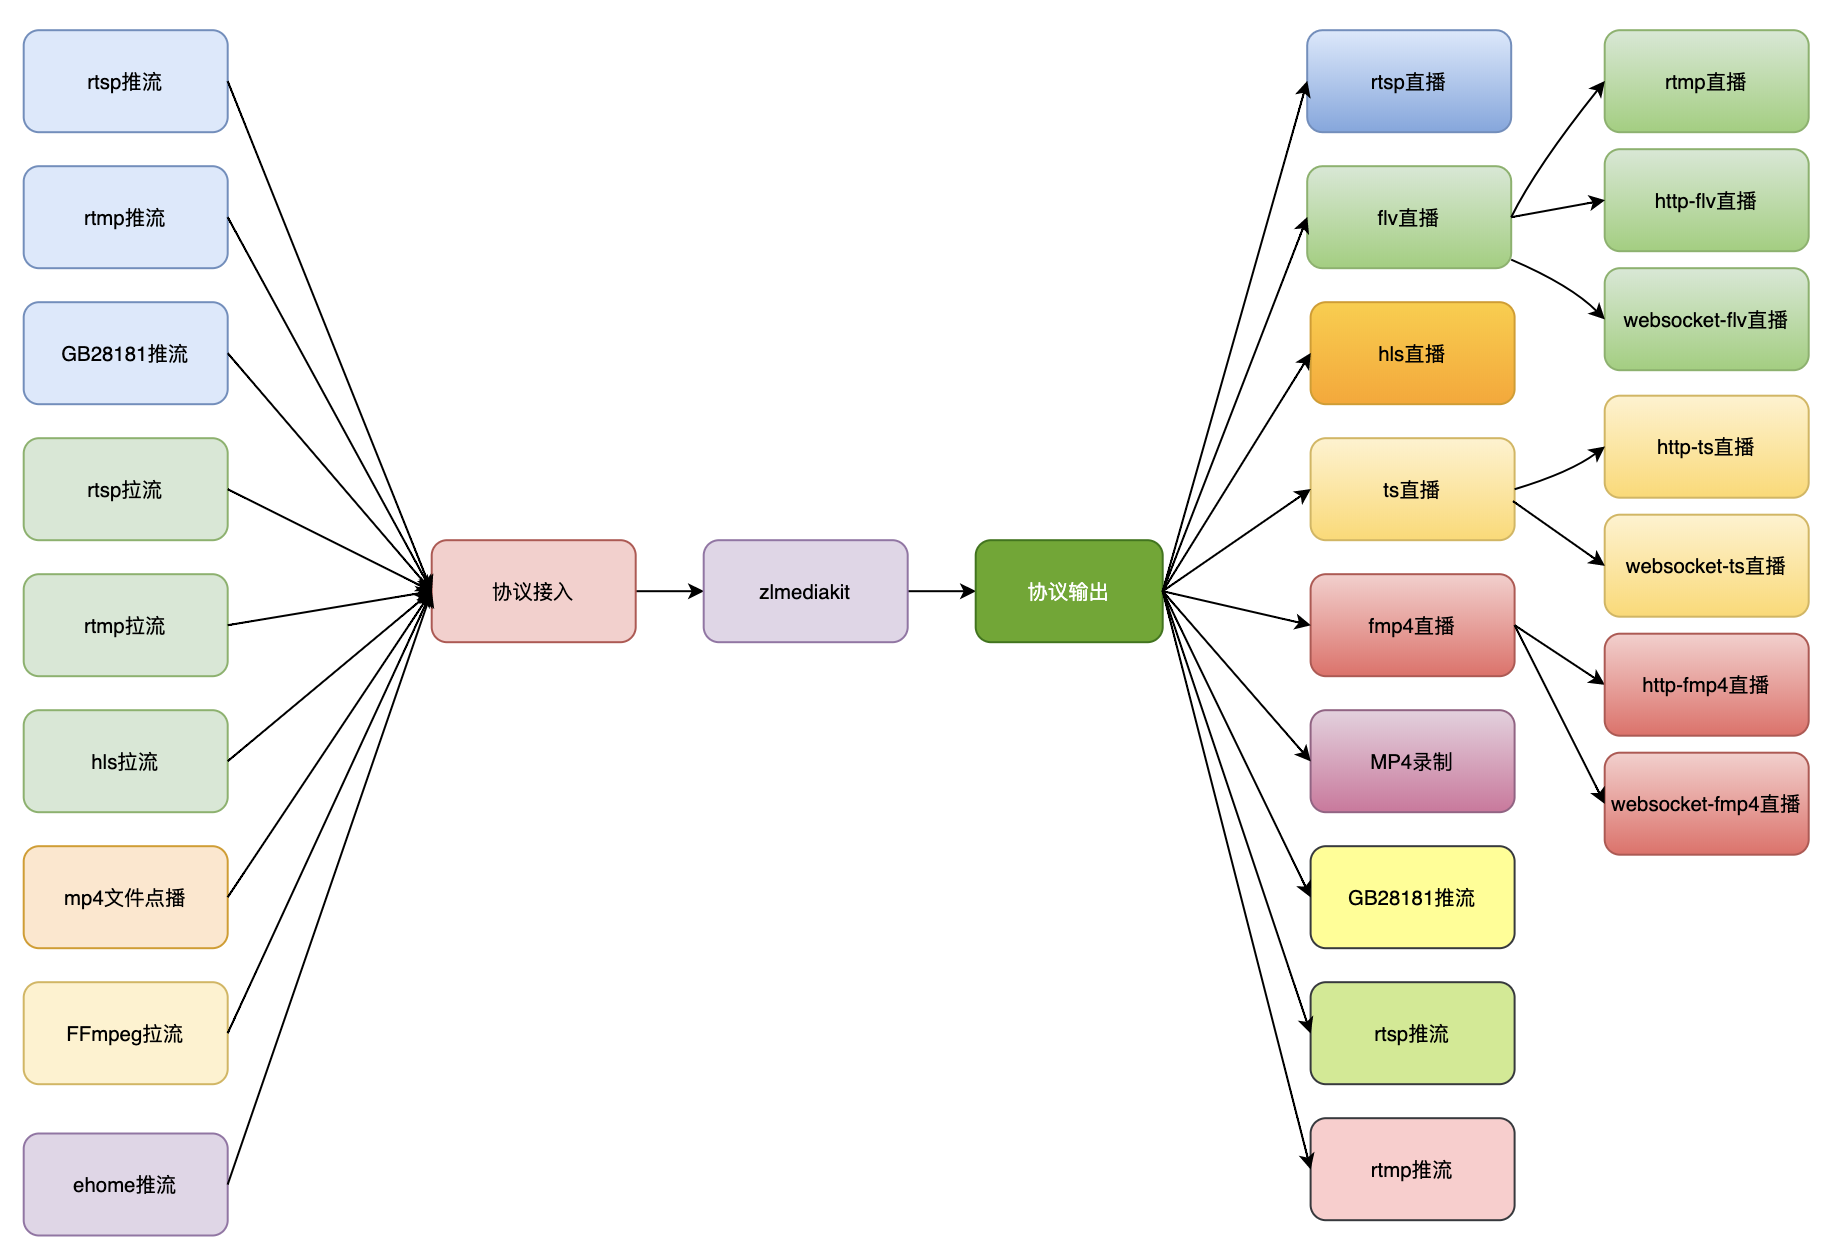 rtsp推流
rtmp推流
GB28181推流
rtsp拉流
rtmp拉流
hls拉流
mp4文件点播
FFmpeg拉流
ehome推流
协议接入
zlmediakit
协议输出
rtsp直播
flv直播
hls直播
ts直播
fmp4直播
MP4录制
GB28181推流
rtsp推流
rtmp推流
rtmp直播
http-flv直播
websocket-flv直播
http-ts直播
websocket-ts直播
http-fmp4直播
websocket-fmp4直播